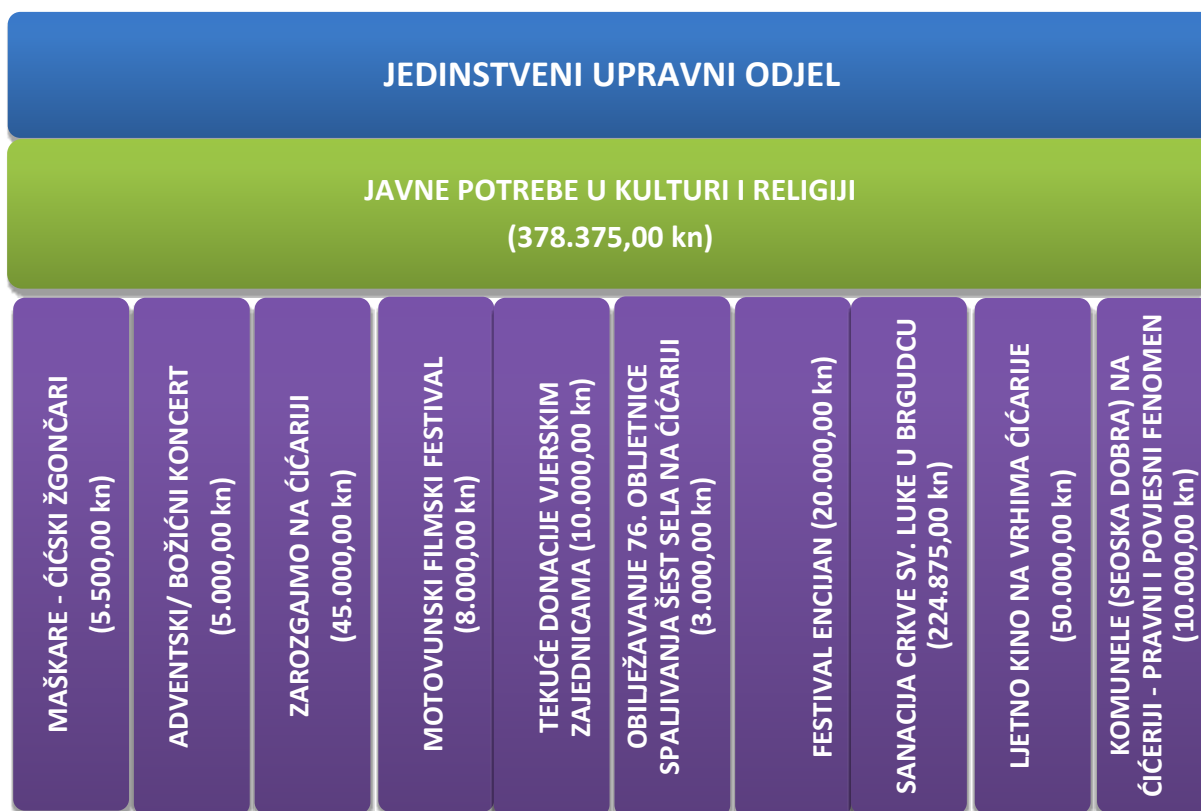 JEDINSTVENI UPRAVNI ODJEL
JAVNE POTREBE U KULTURI I RELIGIJI
(378.375,00 kn)
MAŠKARE - ĆIĆSKI ŽGONČARI
(5.500,00 kn)
ADVENTSKI/ BOŽIĆNI KONCERT
(5.000,00 kn)
ZAROZGAJMO NA ĆIĆARIJI
(45.000,00 kn)
MOTOVUNSKI FILMSKI FESTIVAL
(8.000,00 kn)
TEKUĆE DONACIJE VJERSKIM
ZAJEDNICAMA (10.000,00 kn)
OBILJEŽAVANJE 76. OBLJETNICE
SPALJIVANJA ŠEST SELA NA ĆIĆARIJI
(3.000,00 kn)
FESTIVAL ENCIJAN (20.000,00 kn)
SANACIJA CRKVE SV. LUKE U BRGUDCU
(224.875,00 kn)
LJETNO KINO NA VRHIMA ĆIĆARIJE
(50.000,00 kn)
KOMUNELE (SEOSKA DOBRA) NA
ĆIĆERIJI - PRAVNI I POVJESNI FENOMEN
(10.000,00 kn)